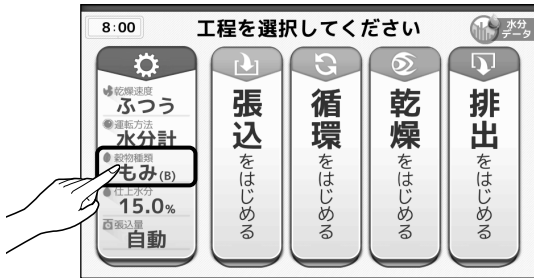 8:00
工程を選択してください
水分
データ
乾燥速度
ふつう
運転方法
水分計
穀物種類
もみ(B)
仕上水分
15.0%
張込量
自動
張込をはじめる
循環をはじめる
乾燥をはじめる
排出をはじめる